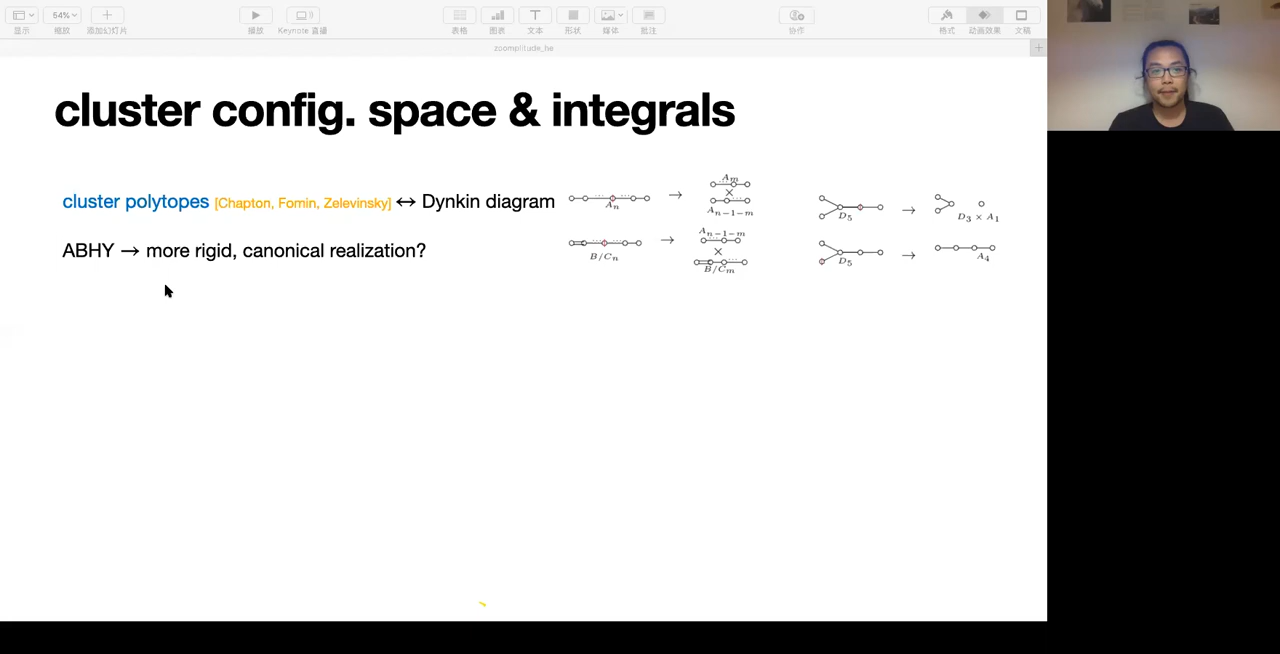 54%
显示
缩放
添加幻灯片
播放
Keynote 直播
表格
图表
文本
形状
媒体
批注
协作
格式
动画效果
文稿
cluster config. space & integrals
cluster polytopes [Chapton, Fomin, Zelevinsky] ↔ Dynkin diagram
ABHY → more rigid, canonical realization?
A_n
→
A_m
×
A_{n-1-m}
B/C_n
→
A_{n-1-m}
×
B/C_m
D_5
→
D_3 × A_1
D_5
→
A_4